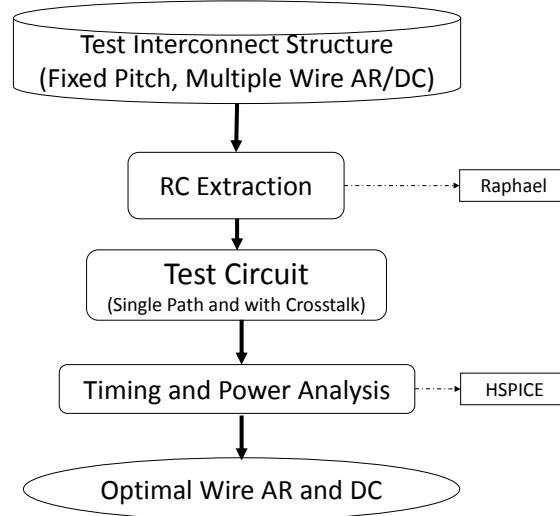 Test Interconnect Structure
(Fixed Pitch, Multiple Wire AR/DC)
RC Extraction
Raphael
Test Circuit
(Single Path and with Crosstalk)
Timing and Power Analysis
HSPICE
Optimal Wire AR and DC